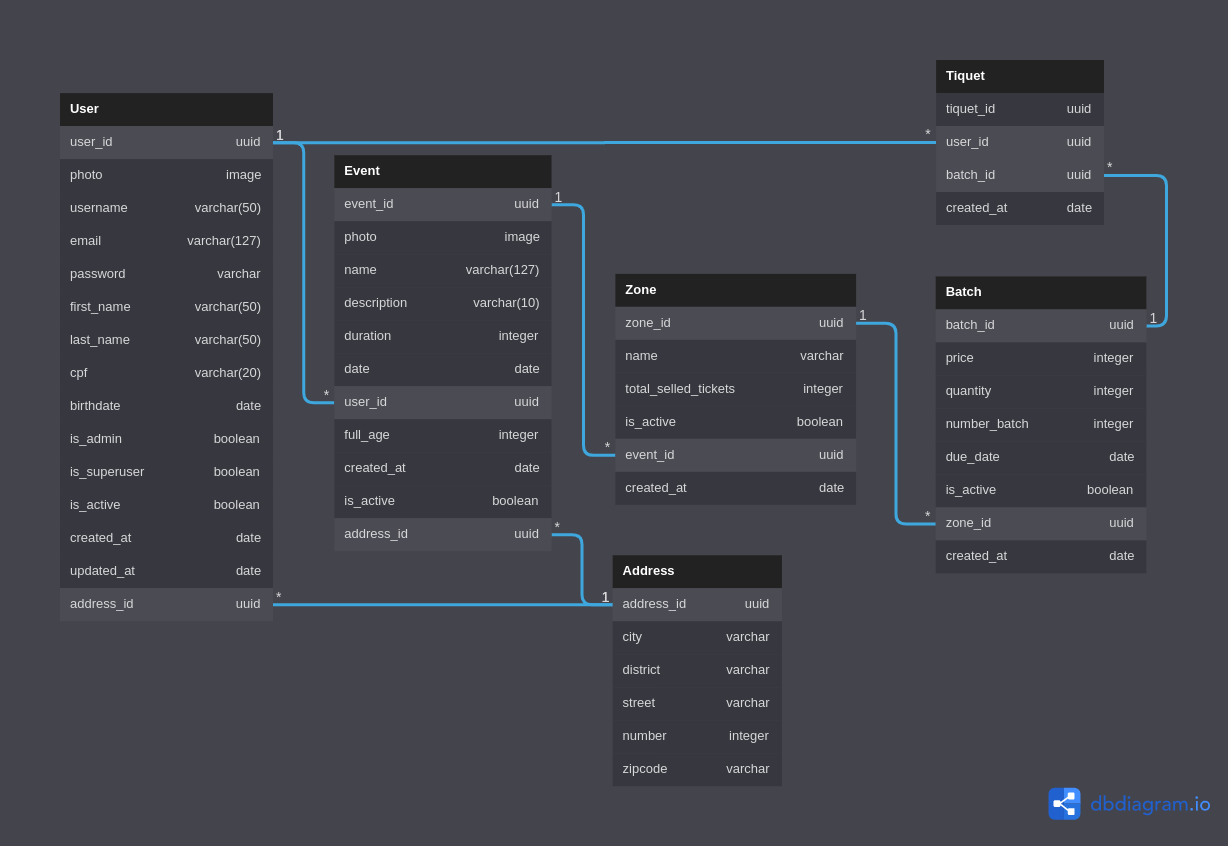 User
user_id uuid
photo image
username varchar(50)
email varchar(127)
password varchar
first_name varchar(50)
last_name varchar(50)
cpf varchar(20)
birthdate date
is_admin boolean
is_superuser boolean
is_active boolean
created_at date
updated_at date
address_id uuid
1
*
Event
event_id uuid
photo image
name varchar(127)
description varchar(10)
duration integer
date date
user_id uuid
full_age integer
created_at date
is_active boolean
address_id uuid
*
1
*
Zone
zone_id uuid
name varchar
total_selled_tickets integer
is_active boolean
event_id uuid
created_at date
*
1
Address
address_id uuid
city varchar
district varchar
street varchar
number integer
zipcode varchar
1
Tiquet
tiquet_id uuid
user_id uuid
batch_id uuid
created_at date
*
*
Batch
batch_id uuid
price integer
quantity integer
number_batch integer
due_date date
is_active boolean
zone_id uuid
created_at date
1
*
dbdiagram.io